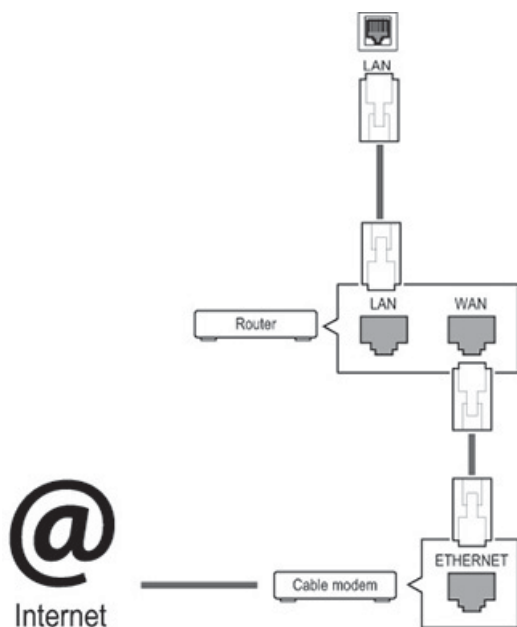 LAN
LAN
WAN
Router
ETHERNET
Cable modem
@
Internet